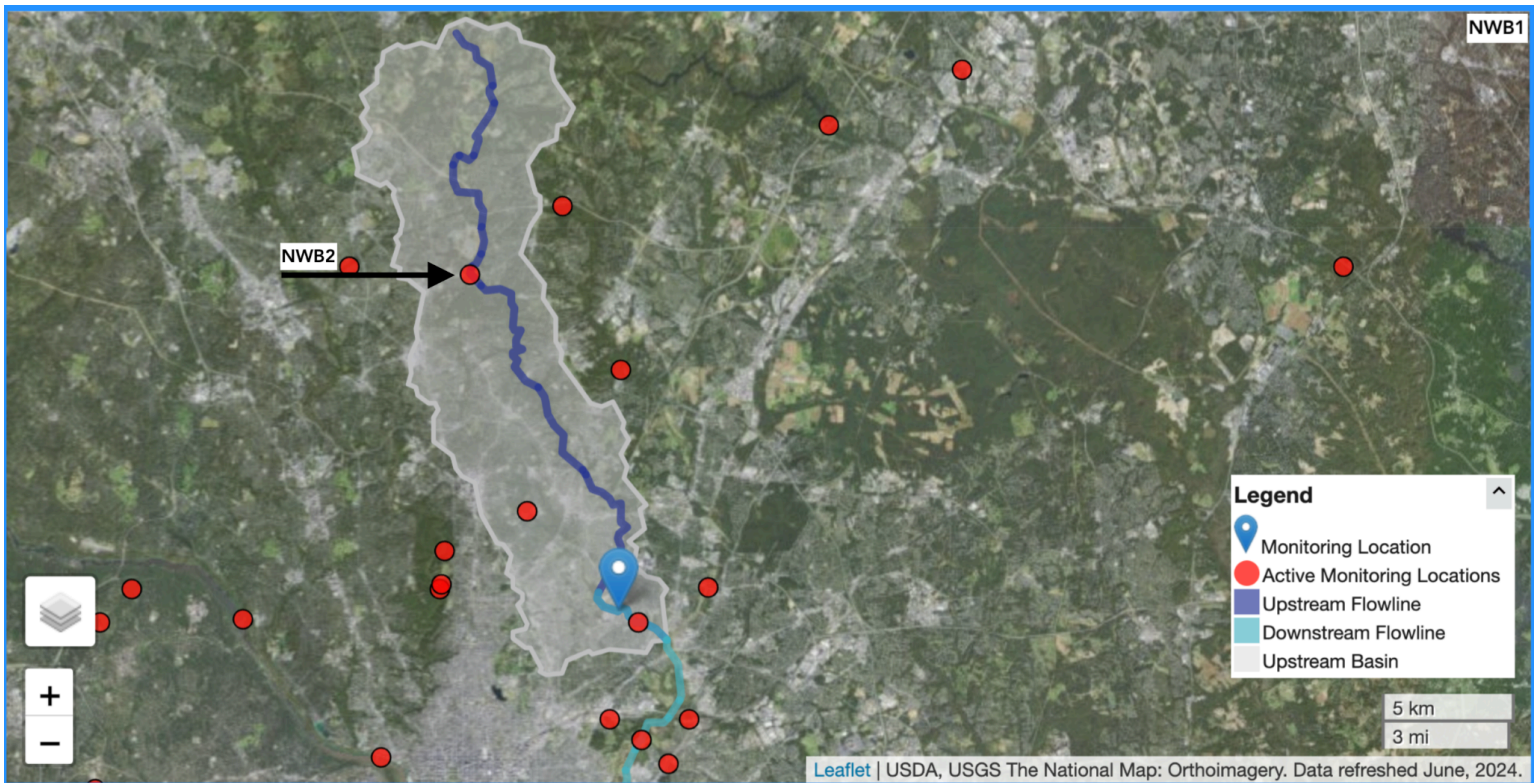 NWB1
NWB2
Legend
Monitoring Location
Active Monitoring Locations
Upstream Flowline
Downstream Flowline
Upstream Basin
+
−
5 km
3 mi
Leaflet | USDA, USGS The National Map: Orthoimagery. Data refreshed June, 2024.